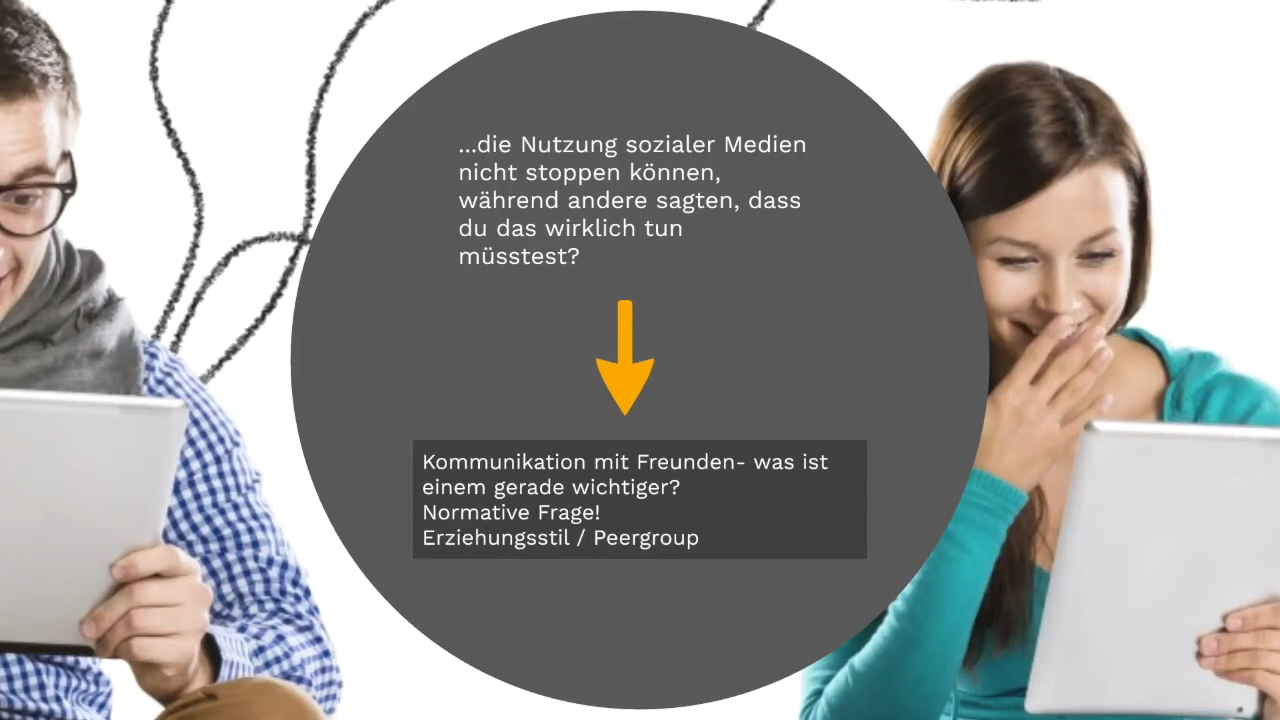 ...die Nutzung sozialer Medien
nicht stoppen können,
während andere sagten, dass
du das wirklich tun
müsstest?
Kommunikation mit Freunden- was ist
einem gerade wichtiger?
Normative Frage!
Erziehungsstil / Peergroup